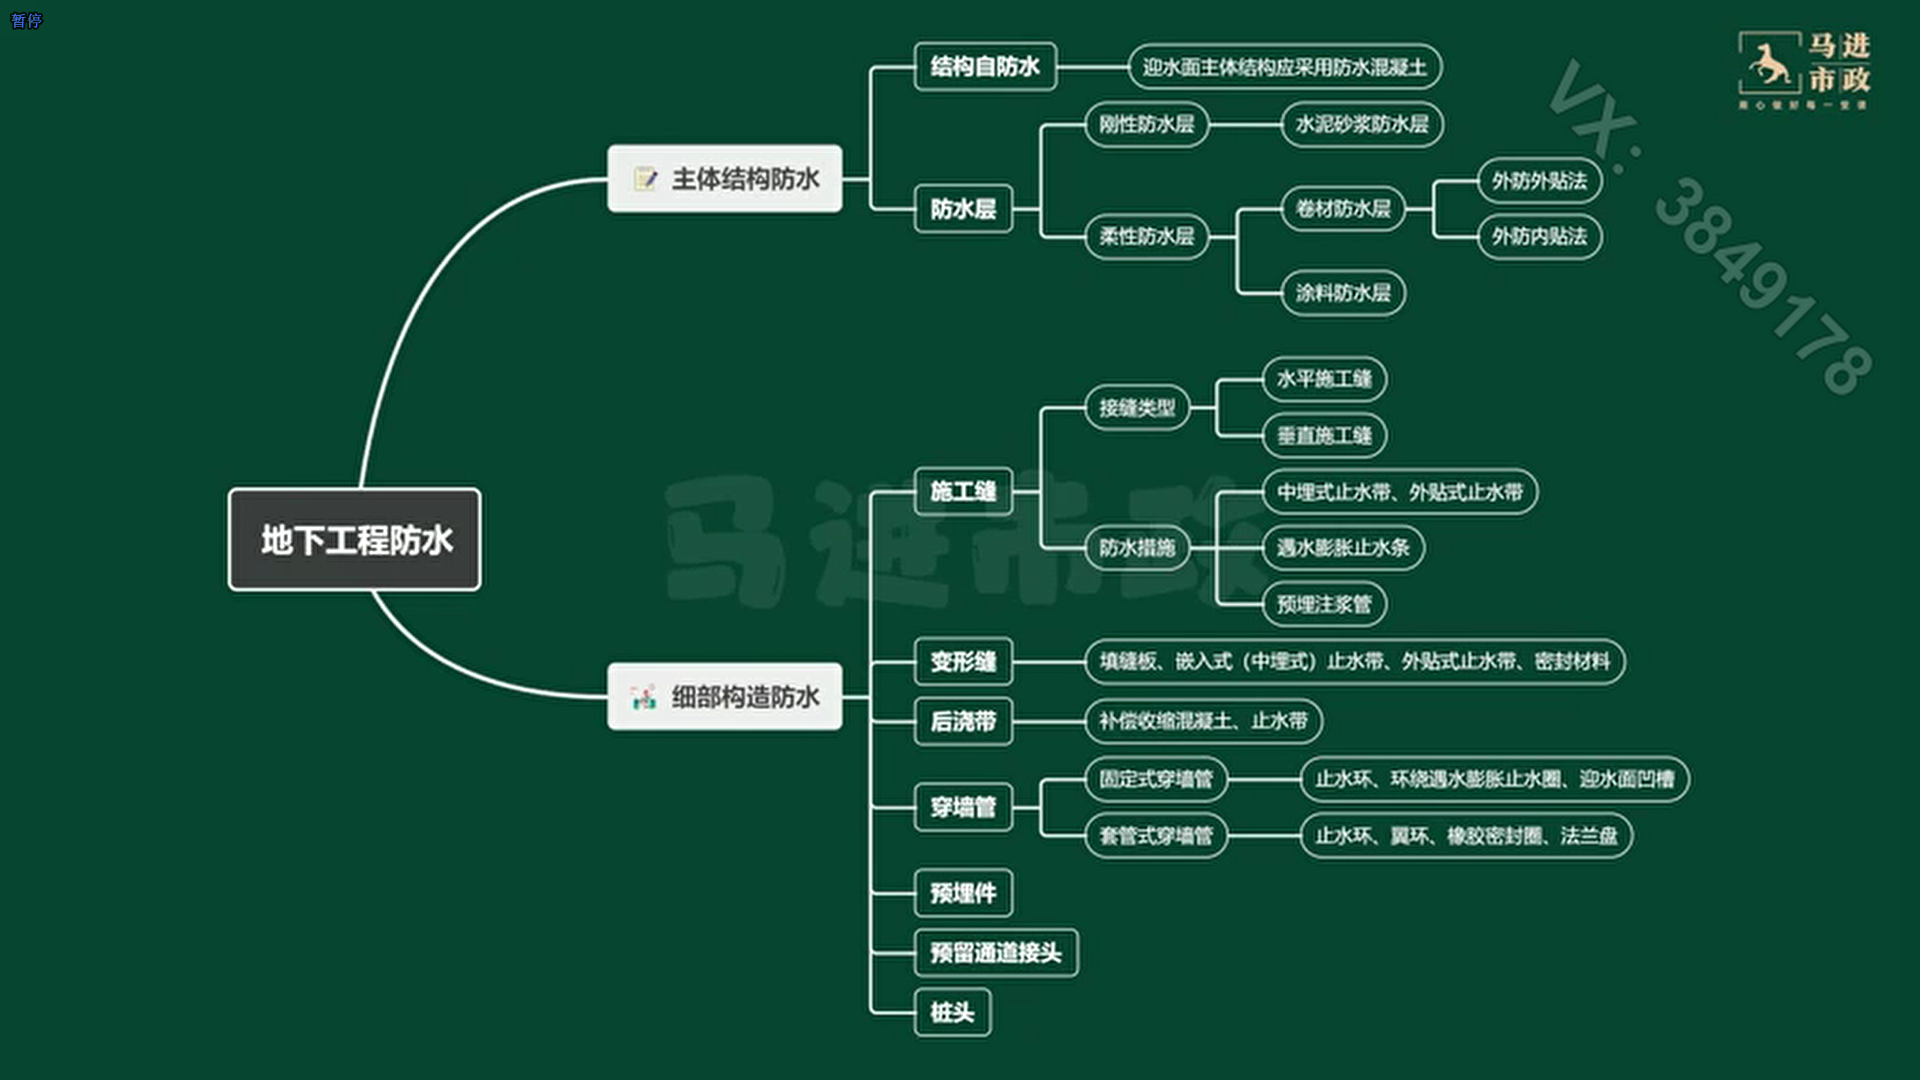 暂停
马进
市政
用心做好每一堂课
VX：3849178
马进市政
地下工程防水
主体结构防水
结构自防水
迎水面主体结构应采用防水混凝土
防水层
刚性防水层
水泥砂浆防水层
柔性防水层
卷材防水层
外防外贴法
外防内贴法
涂料防水层
细部构造防水
施工缝
接缝类型
水平施工缝
垂直施工缝
防水措施
中埋式止水带、外贴式止水带
遇水膨胀止水条
预埋注浆管
变形缝
填缝板、嵌入式（中埋式）止水带、外贴式止水带、密封材料
后浇带
补偿收缩混凝土、止水带
穿墙管
固定式穿墙管
止水环、环绕遇水膨胀止水圈、迎水面凹槽
套管式穿墙管
止水环、翼环、橡胶密封圈、法兰盘
预埋件
预留通道接头
桩头